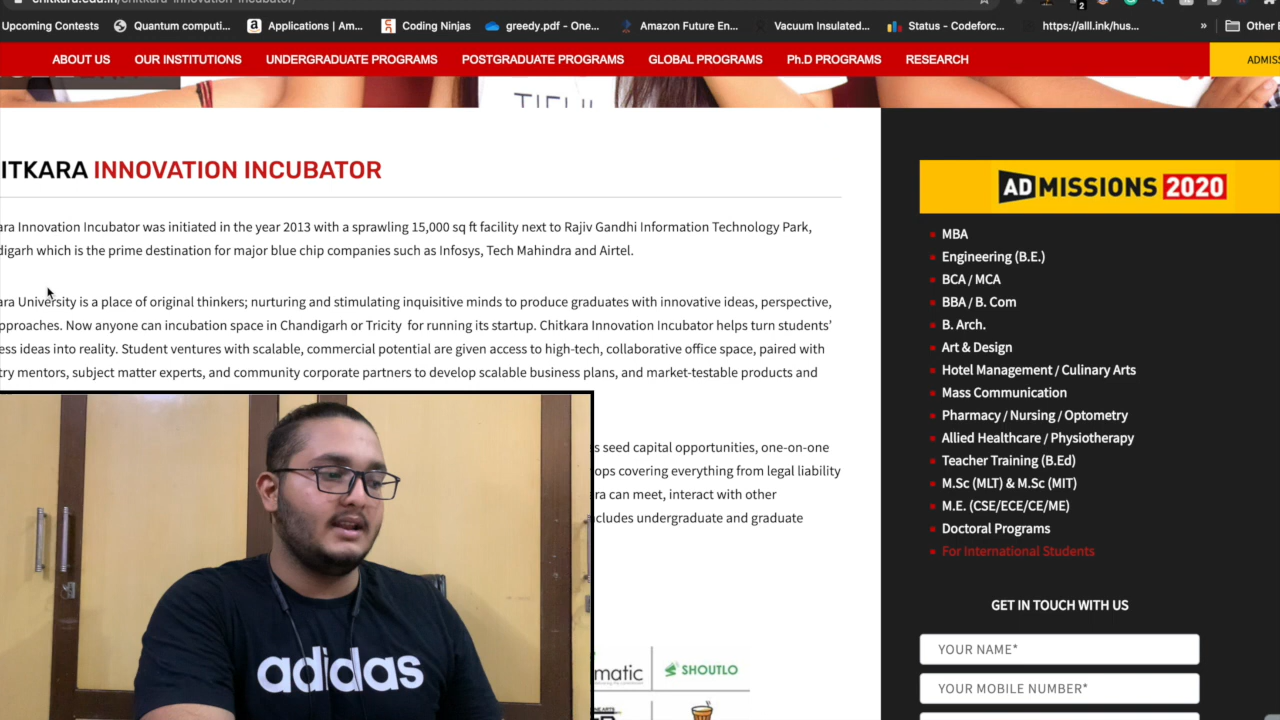 chitkara.edu.in/chitkara-innovation-incubator/
Upcoming Contests
Quantum computi...
Applications | Am...
Coding Ninjas
greedy.pdf - One...
Amazon Future En...
Vacuum Insulated...
Status - Codeforc...
https://alll.ink/hus...
»
Other
2
ABOUT US
OUR INSTITUTIONS
UNDERGRADUATE PROGRAMS
POSTGRADUATE PROGRAMS
GLOBAL PROGRAMS
Ph.D PROGRAMS
RESEARCH
ADMISS
ITKARA INNOVATION INCUBATOR
ara Innovation Incubator was initiated in the year 2013 with a sprawling 15,000 sq ft facility next to Rajiv Gandhi Information Technology Park,
digarh which is the prime destination for major blue chip companies such as Infosys, Tech Mahindra and Airtel.
ara University is a place of original thinkers; nurturing and stimulating inquisitive minds to produce graduates with innovative ideas, perspective,
pproaches. Now anyone can incubation space in Chandigarh or Tricity for running its startup. Chitkara Innovation Incubator helps turn students’
ess ideas into reality. Student ventures with scalable, commercial potential are given access to high-tech, collaborative office space, paired with
try mentors, subject matter experts, and community corporate partners to develop scalable business plans, and market-testable products and
s seed capital opportunities, one-on-one
ops covering everything from legal liability
ra can meet, interact with other
cludes undergraduate and graduate
matic
SHOUTLO
adidas
ADMISSIONS 2020
MBA
Engineering (B.E.)
BCA / MCA
BBA / B. Com
B. Arch.
Art & Design
Hotel Management / Culinary Arts
Mass Communication
Pharmacy / Nursing / Optometry
Allied Healthcare / Physiotherapy
Teacher Training (B.Ed)
M.Sc (MLT) & M.Sc (MIT)
M.E. (CSE/ECE/CE/ME)
Doctoral Programs
For International Students
GET IN TOUCH WITH US
YOUR NAME*
YOUR MOBILE NUMBER*